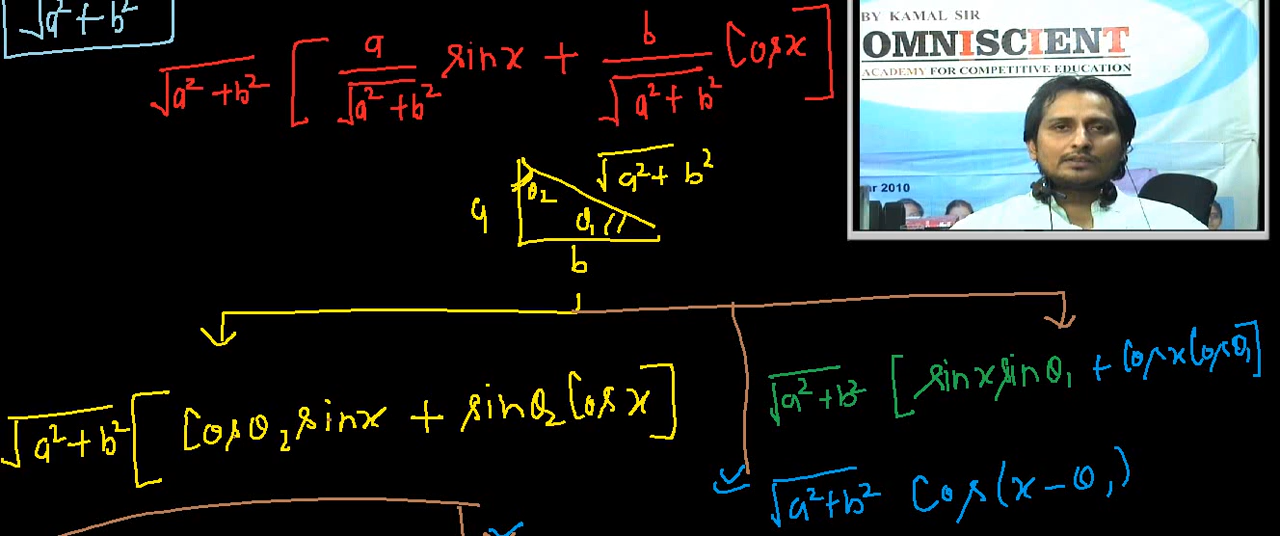 √a²+b²
√a²+b² [ a/√a²+b² sinx + b/√a²+b² Cosx ]
BY KAMAL SIR
OMNISCIENT
ACADEMY FOR COMPETITIVE EDUCATION
2010
√a²+b²
θ₂
a
θ₁
b
√a²+b² [ Cosθ₂ sinx + sinθ₂ Cosx ]
√a²+b² [ sinx sinθ₁ + Cosx Cosθ₁ ]
√a²+b² Cos(x-θ₁)